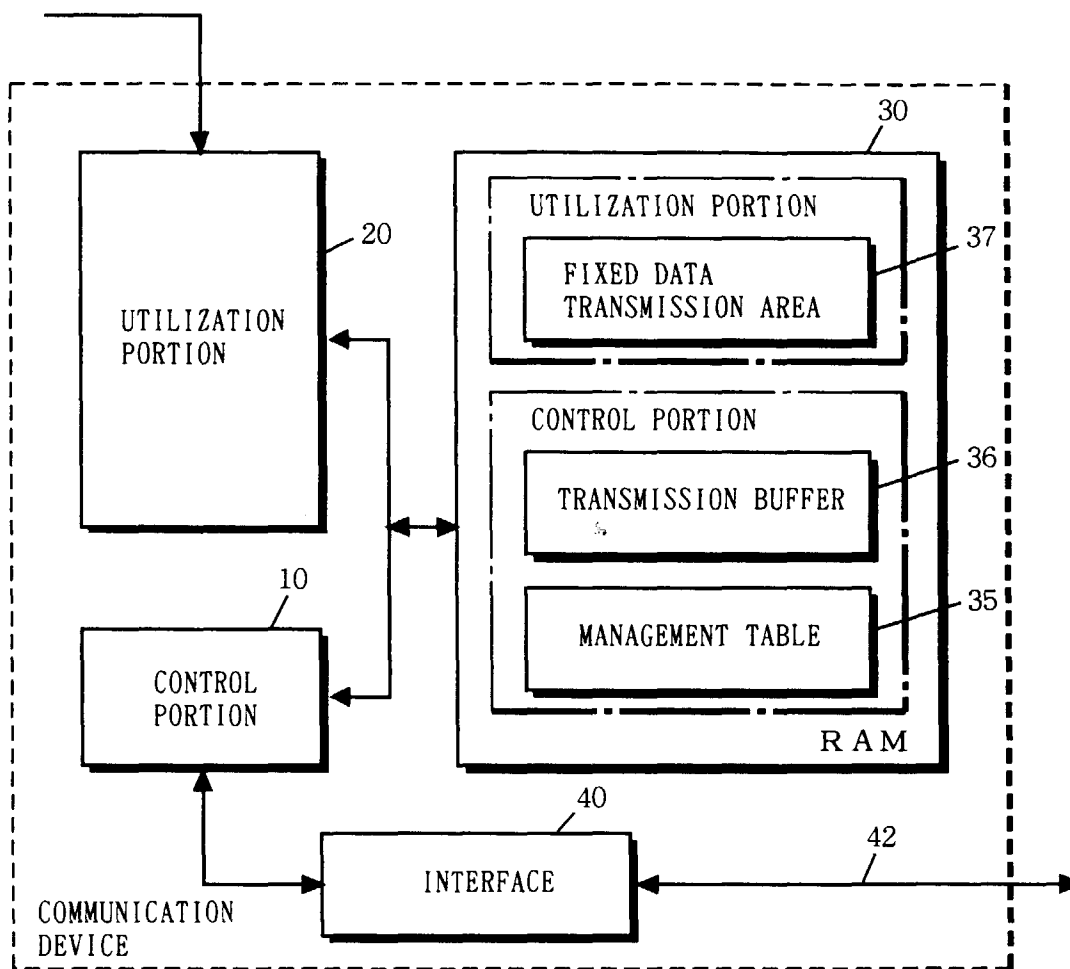 30
UTILIZATION PORTION
37
FIXED DATA
TRANSMISSION AREA
20
UTILIZATION
PORTION
CONTROL PORTION
36
TRANSMISSION BUFFER
10
35
MANAGEMENT TABLE
CONTROL
PORTION
RAM
40
42
INTERFACE
COMMUNICATION
DEVICE